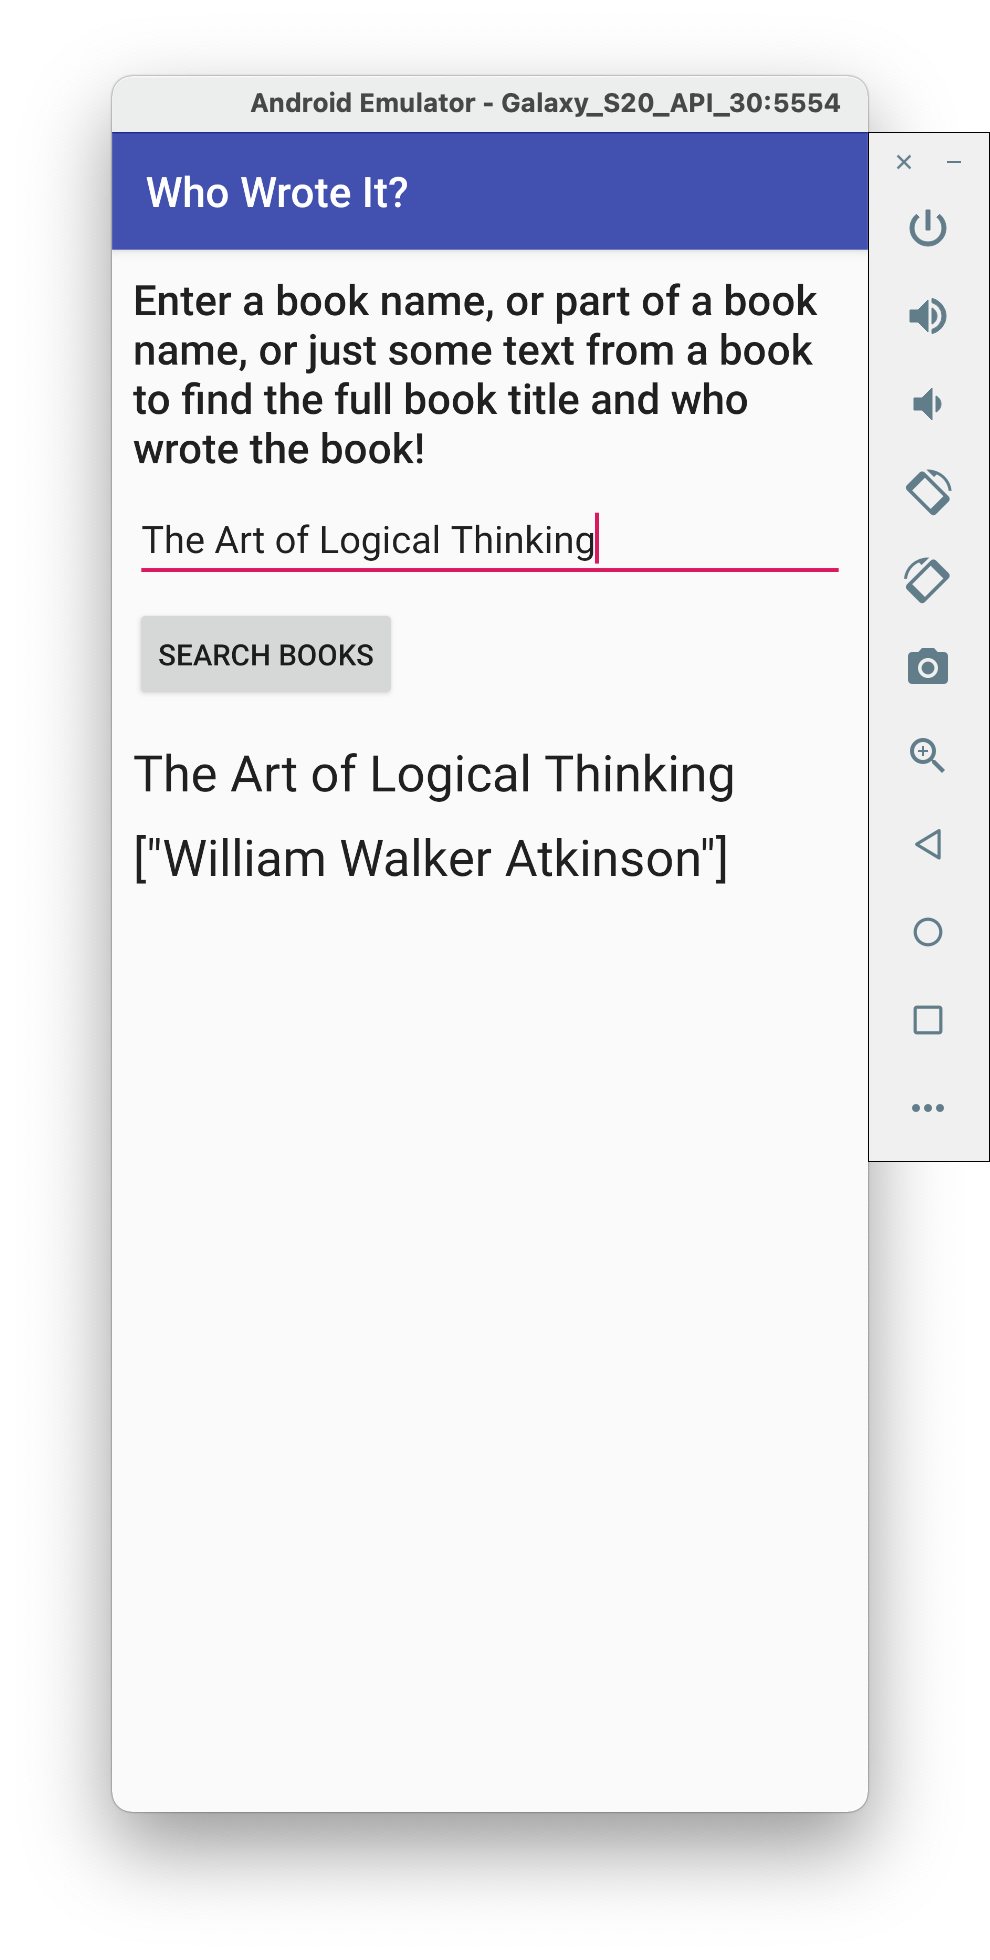 Android Emulator - Galaxy_S20_API_30:5554
Who Wrote It?
Enter a book name, or part of a book
name, or just some text from a book
to find the full book title and who
wrote the book!
The Art of Logical Thinking
SEARCH BOOKS
The Art of Logical Thinking
["William Walker Atkinson"]